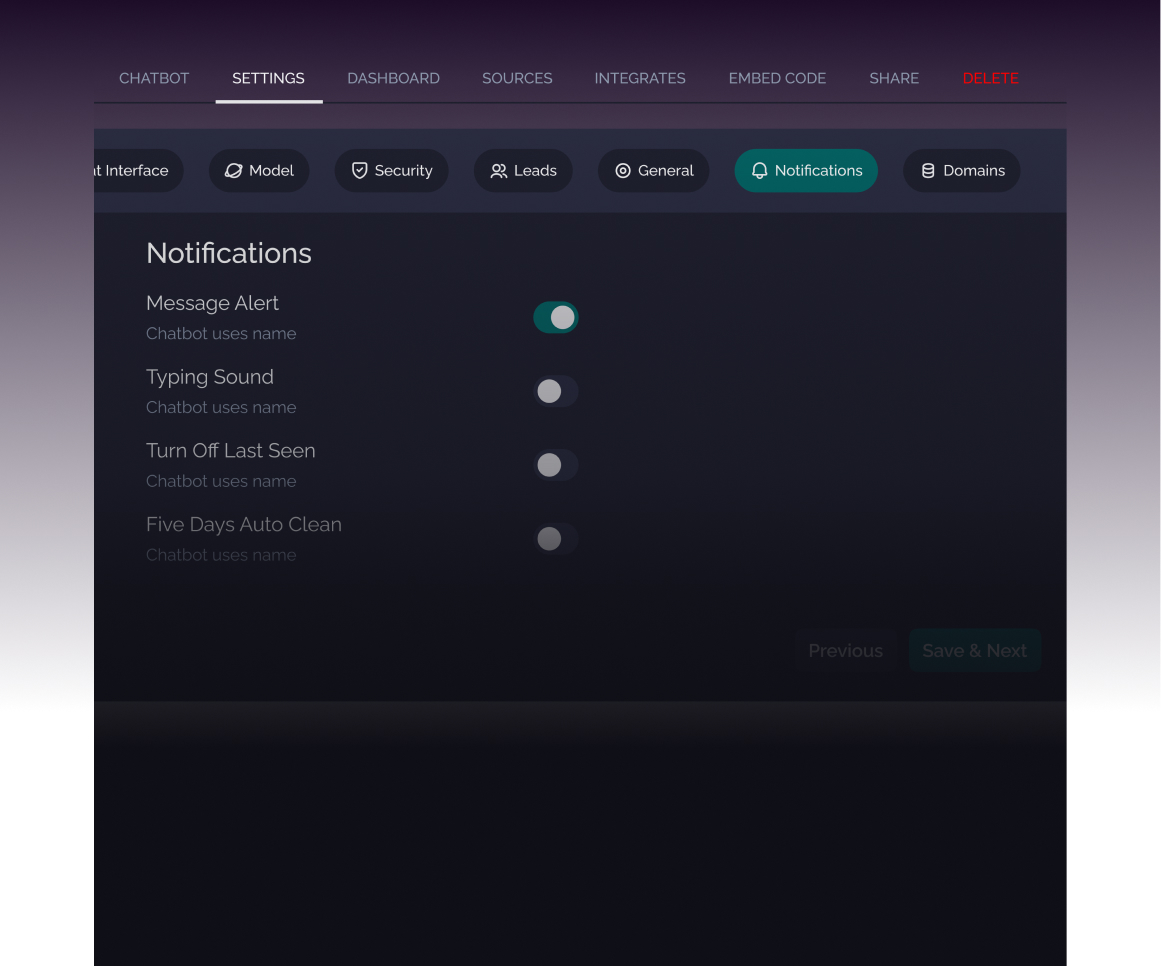 CHATBOT SETTINGS DASHBOARD SOURCES INTEGRATES EMBED CODE SHARE DELETE
t Interface Model Security Leads General Notifications Domains
Notifications
Message Alert
Chatbot uses name
Typing Sound
Chatbot uses name
Turn Off Last Seen
Chatbot uses name
Five Days Auto Clean
Chatbot uses name
Previous Save & Next